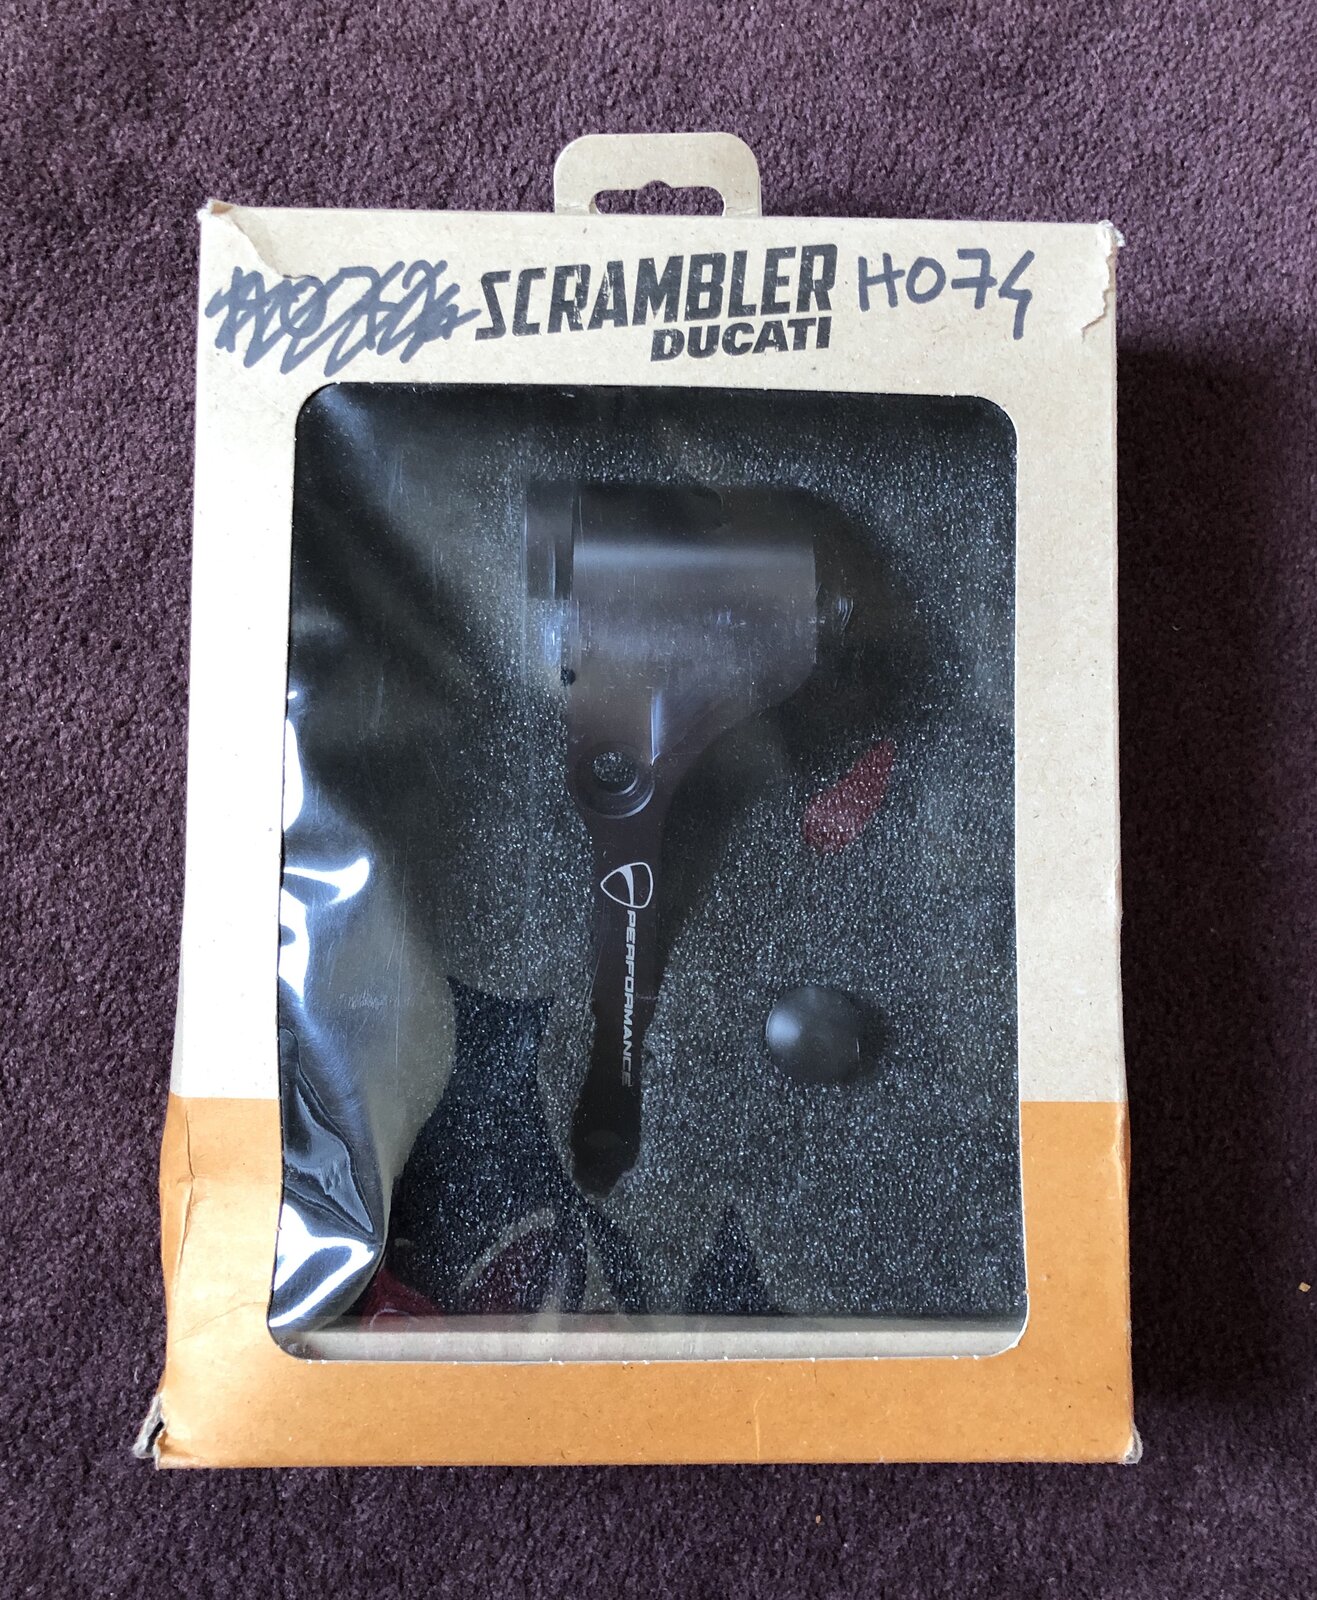 SCRAMBLER
DUCATI
H074
PERFORMANCE